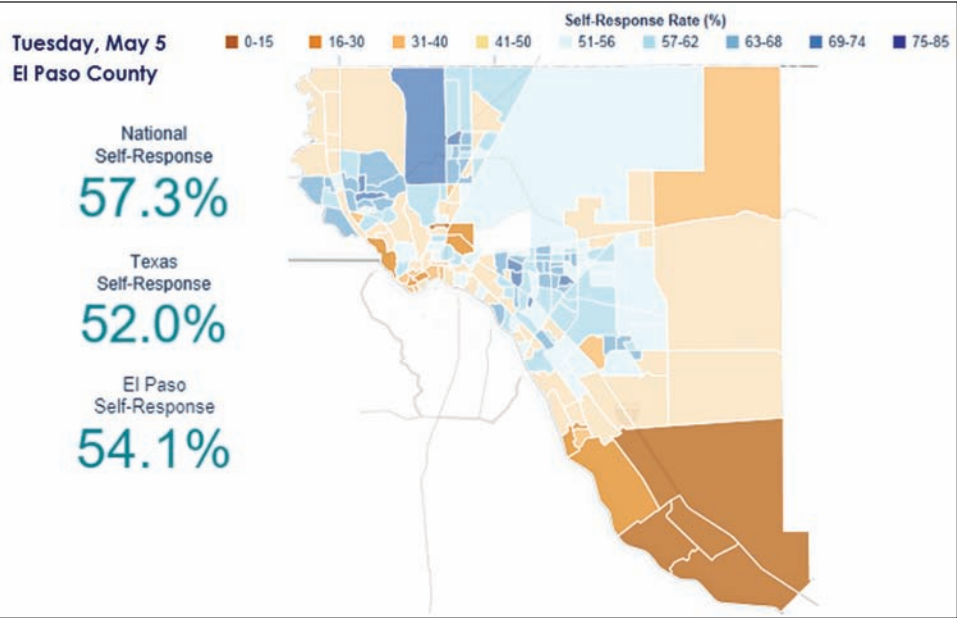 Tuesday, May 5
El Paso County
Self-Response Rate (%)
0-15 16-30 31-40 41-50 51-56 57-62 63-68 69-74 75-85
National
Self-Response
57.3%
Texas
Self-Response
52.0%
El Paso
Self-Response
54.1%